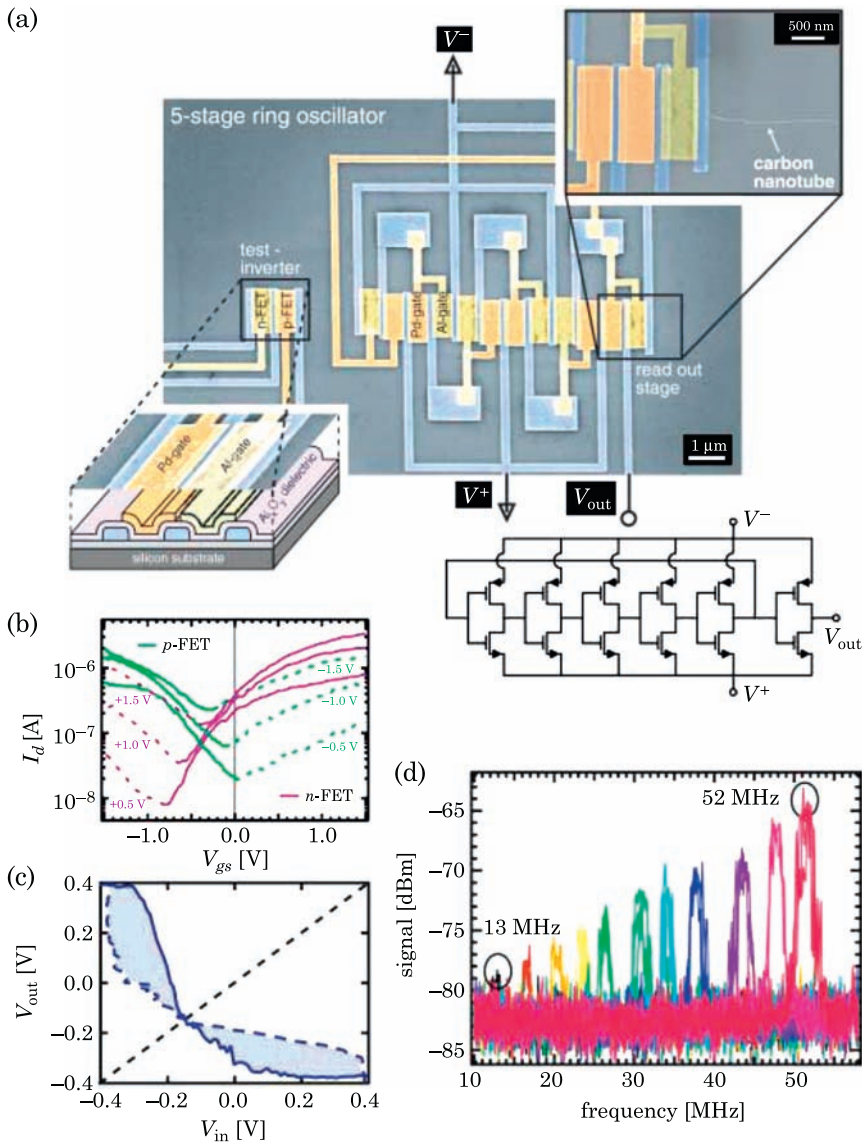 (a)
V⁻
500 nm
5-stage ring oscillator
carbon
nanotube
test -
inverter
n-FET
p-FET
Pd-gate
Al-gate
read out
stage
1 μm
Pd-gate
Al-gate
AlₓOᵧ dielectric
silicon substrate
V⁺
V_out
V⁻
V_out
V⁺
(b)
p-FET
10⁻⁶
10⁻⁷
10⁻⁸
I_d [A]
+1.5 V
+1.0 V
+0.5 V
−1.5 V
−1.0 V
−0.5 V
n-FET
−1.0
0.0
1.0
V_gs [V]
(c)
0.4
0.2
0.0
−0.2
−0.4
V_out [V]
−0.4
−0.2
0.0
0.2
0.4
V_in [V]
(d)
52 MHz
13 MHz
−65
−70
−75
−80
−85
signal [dBm]
10
20
30
40
50
frequency [MHz]